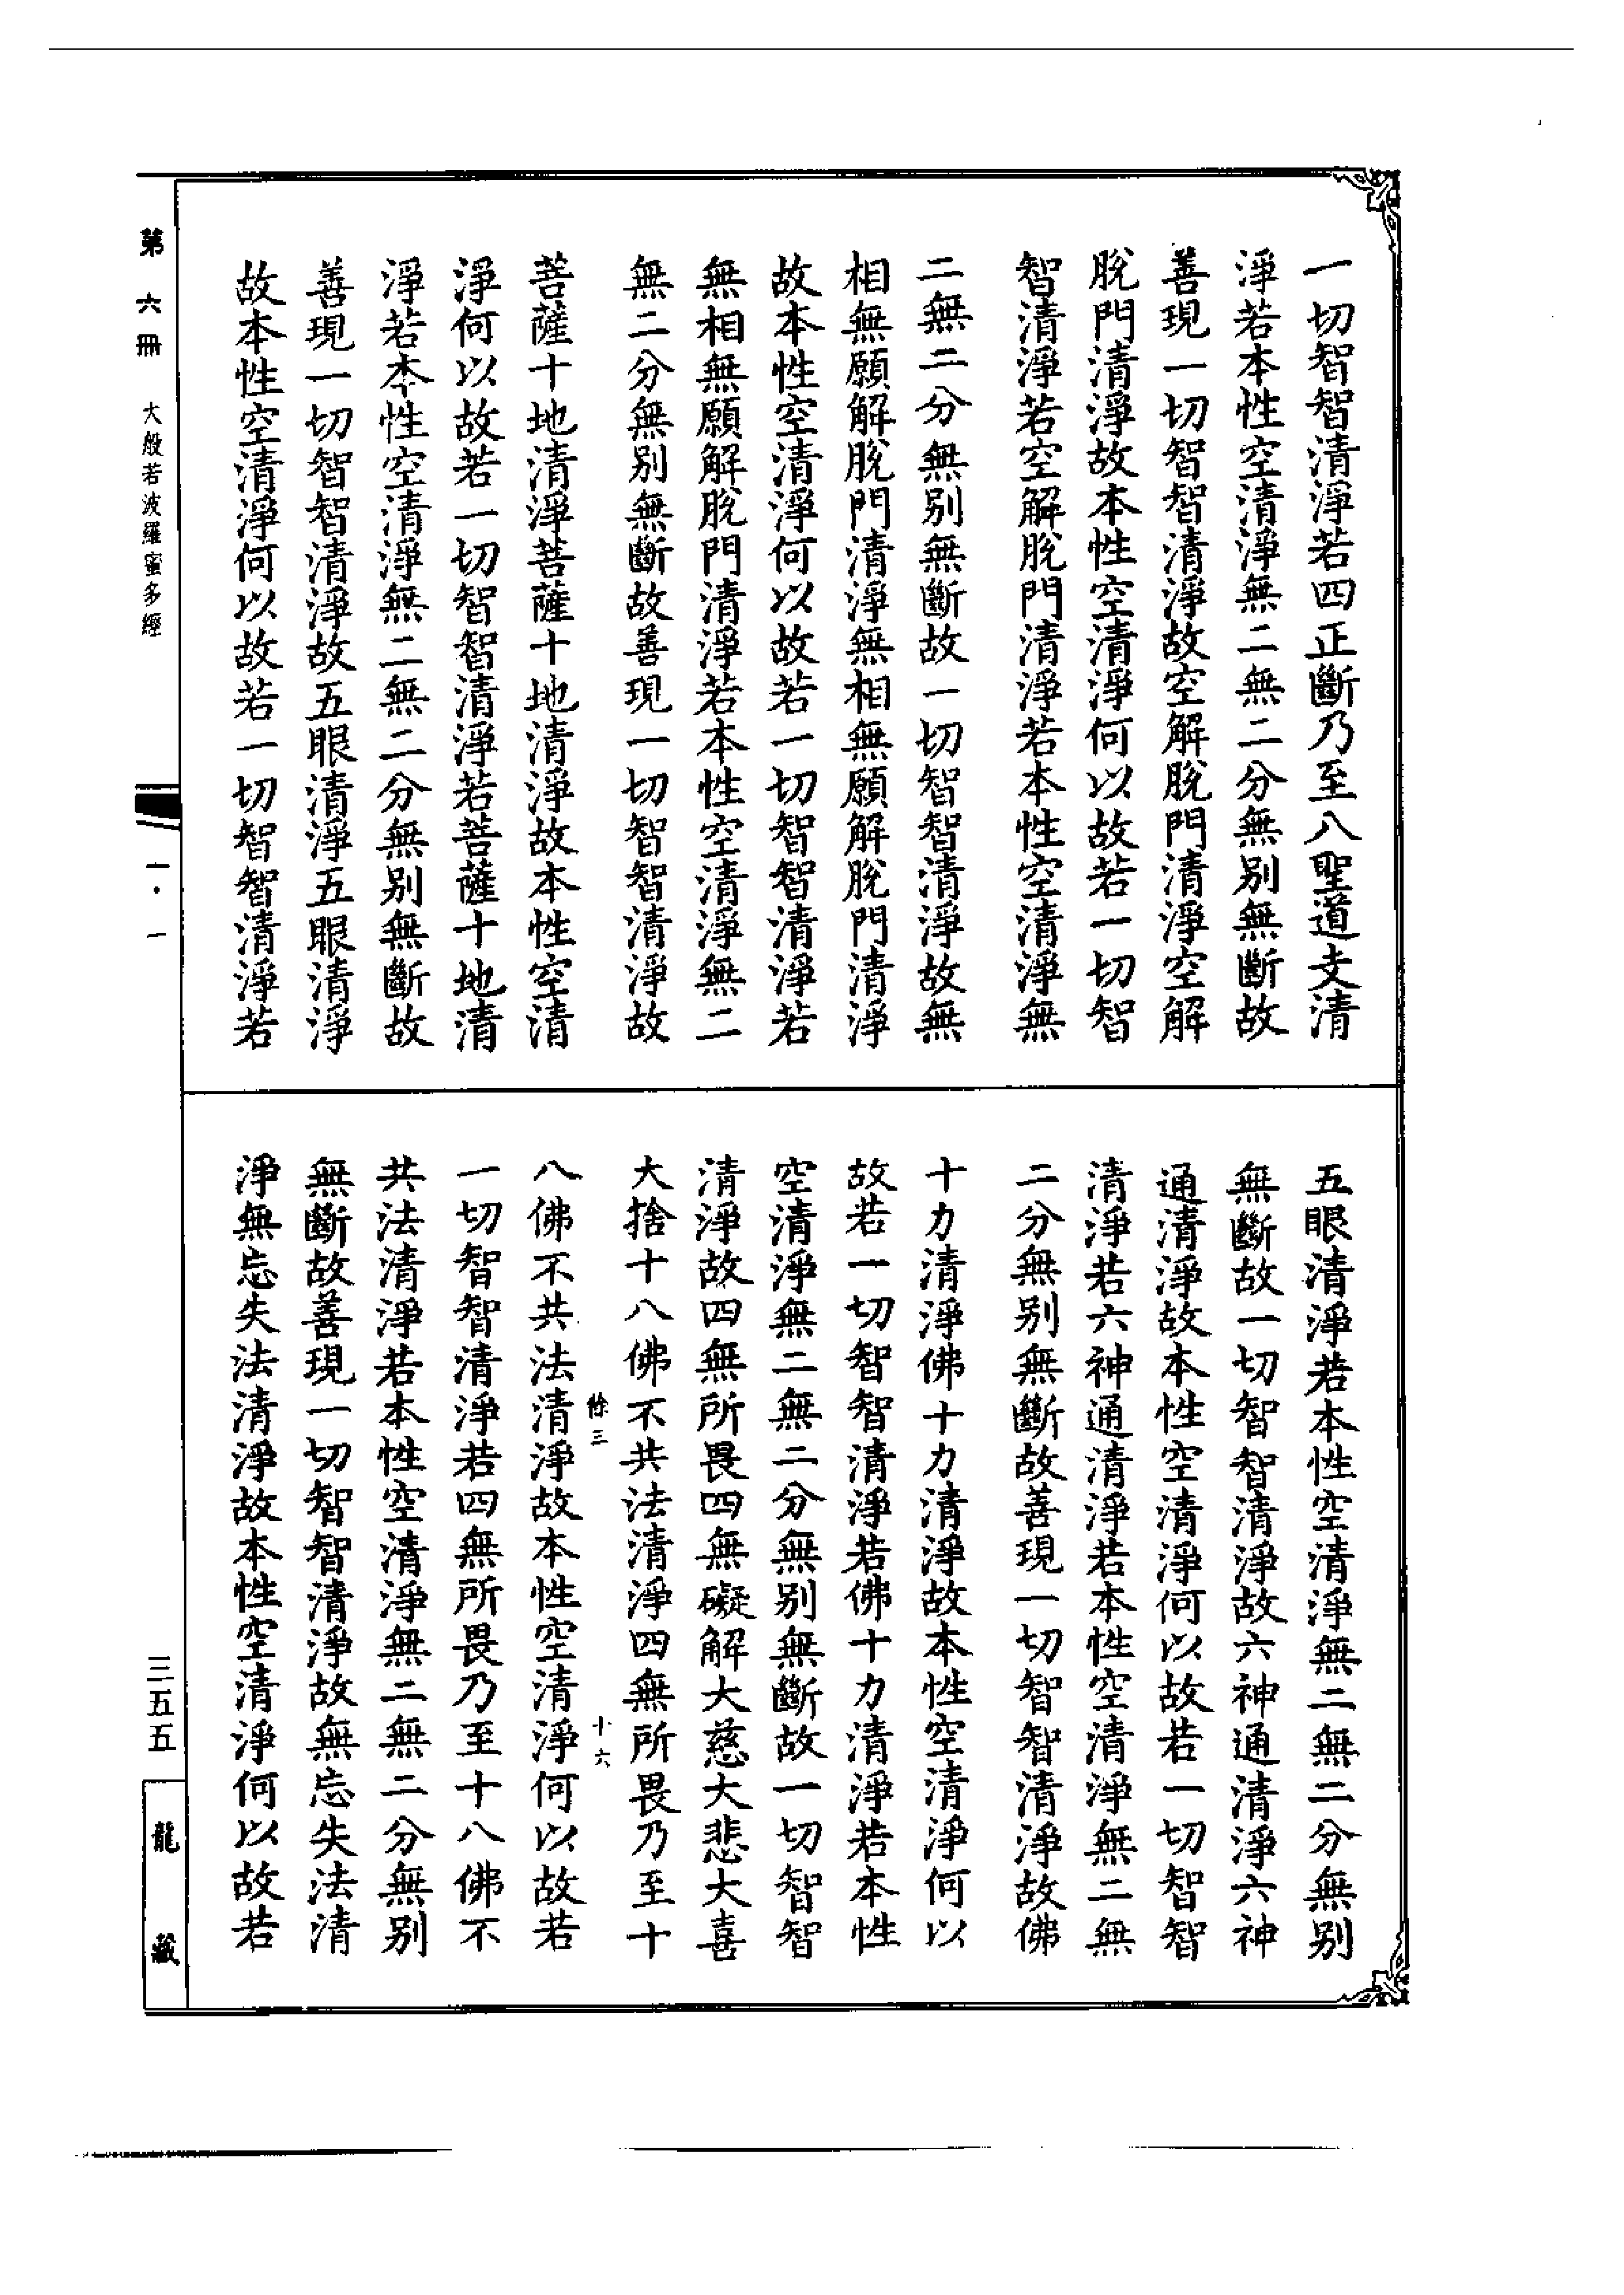 一切智智清淨若四正斷乃至八聖道支清
淨若本性空清淨無二無二分無別無斷故
善現一切智智清淨故空解脫門清淨空解
脫門清淨故本性空清淨何以故若一切智
智清淨若空解脫門清淨若本性空清淨無
二無二分無別無斷故一切智智清淨故無
相無願解脫門清淨無相無願解脫門清淨
故本性空清淨何以故若一切智智清淨若
無相無願解脫門清淨若本性空清淨無二
無二分無別無斷故善現一切智智清淨故
菩薩十地清淨菩薩十地清淨故本性空清
淨何以故若一切智智清淨若菩薩十地清
淨若本性空清淨無二無二分無別無斷故
善現一切智智清淨故五眼清淨五眼清淨
故本性空清淨何以故若一切智智清淨若
五眼清淨若本性空清淨無二無二分無別
無斷故一切智智清淨故六神通清淨六神
通清淨故本性空清淨何以故若一切智智
清淨若六神通清淨若本性空清淨無二無
二分無別無斷故善現一切智智清淨故佛
十力清淨佛十力清淨故本性空清淨何以
故若一切智智清淨若佛十力清淨若本性
空清淨無二無二分無別無斷故一切智智
清淨故四無所畏四無礙解大慈大悲大喜
大捨十八佛不共法清淨四無所畏乃至十
餘三 十六
八佛不共法清淨故本性空清淨何以故若
一切智智清淨若四無所畏乃至十八佛不
共法清淨若本性空清淨無二無二分無別
無斷故善現一切智智清淨故無忘失法清
淨無忘失法清淨故本性空清淨何以故若
第六冊 大般若波羅蜜多經
一·一
三五五
龍藏